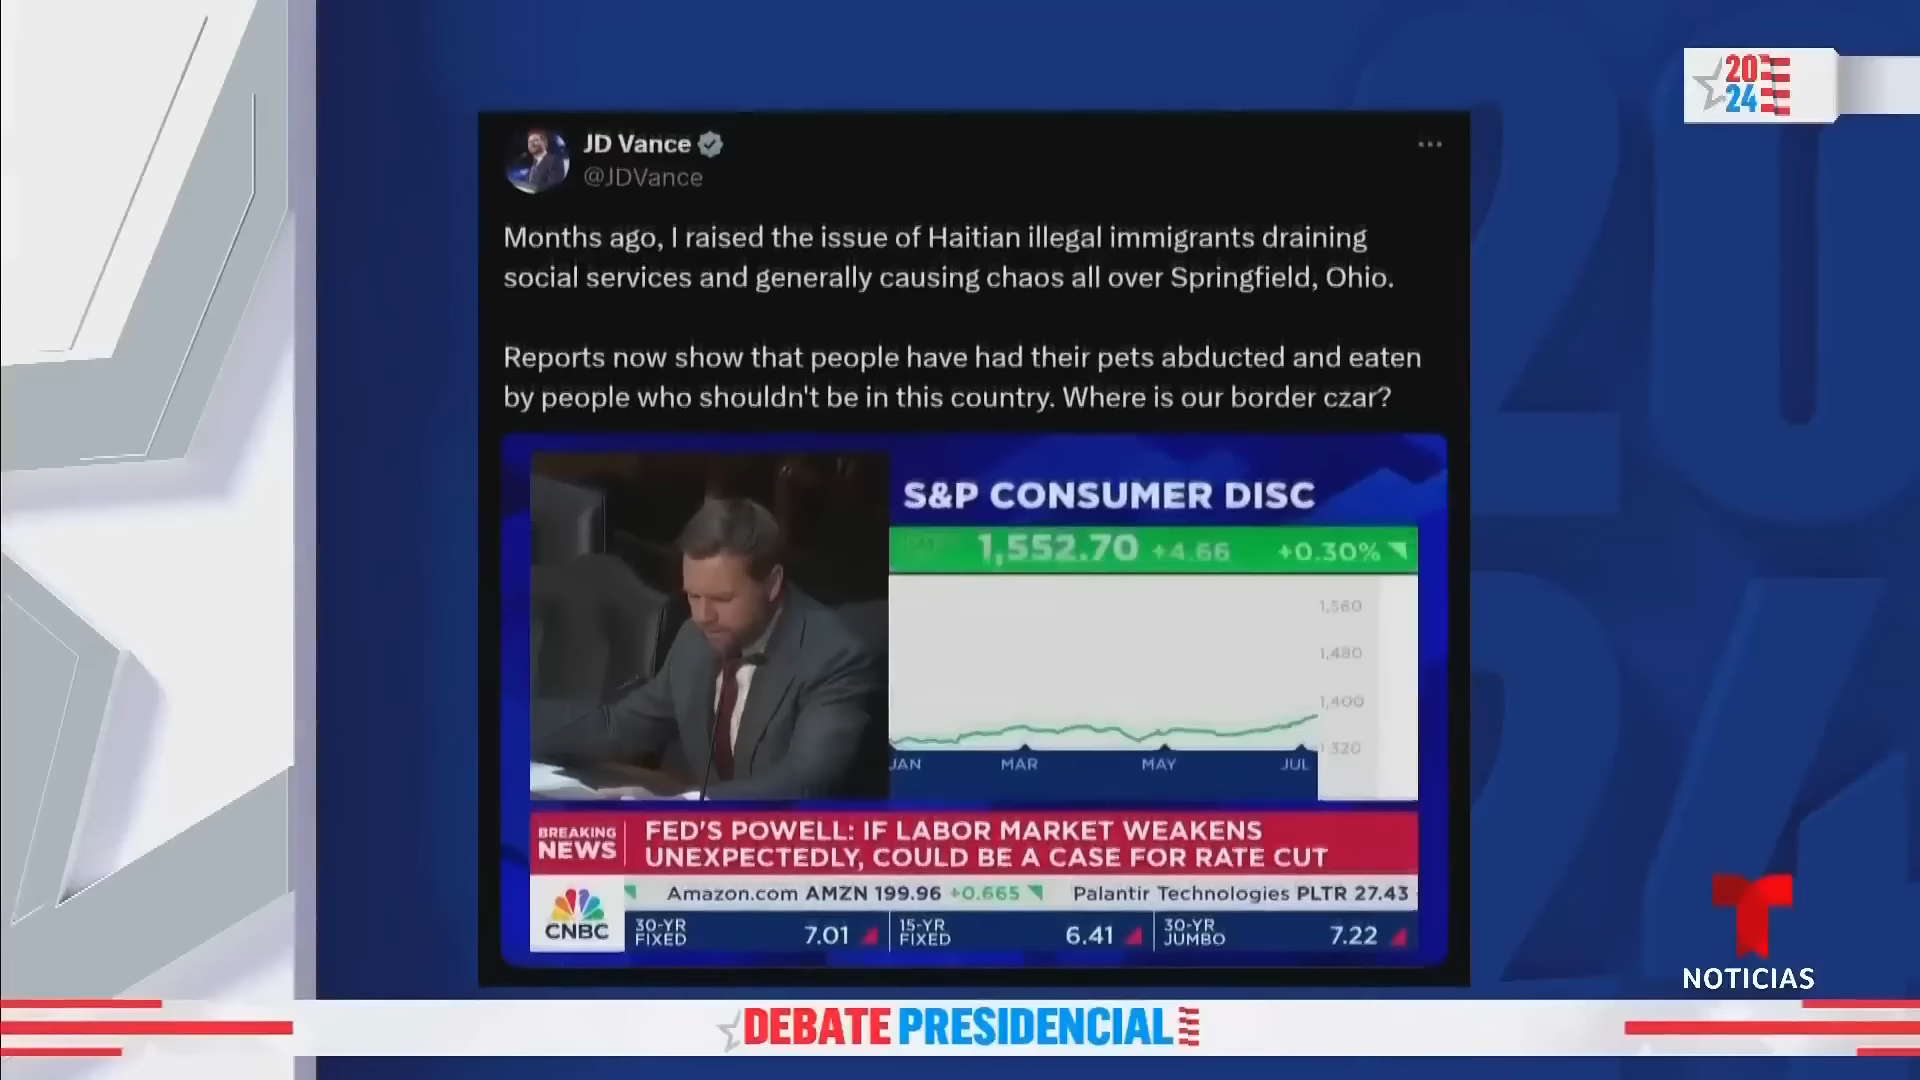 20
24
JD Vance
@JDVance
Months ago, I raised the issue of Haitian illegal immigrants draining
social services and generally causing chaos all over Springfield, Ohio.
Reports now show that people have had their pets abducted and eaten
by people who shouldn't be in this country. Where is our border czar?
S&P CONSUMER DISC
1,552.70 +4.66 +0.30%
1,560
1,480
1,400
1,320
JAN MAR MAY JUL
BREAKING
NEWS
FED'S POWELL: IF LABOR MARKET WEAKENS
UNEXPECTEDLY, COULD BE A CASE FOR RATE CUT
Amazon.com AMZN 199.96 +0.665 Palantir Technologies PLTR 27.43
CNBC
30-YR
FIXED
7.01
15-YR
FIXED
6.41
30-YR
JUMBO
7.22
NOTICIAS
DEBATE PRESIDENCIAL